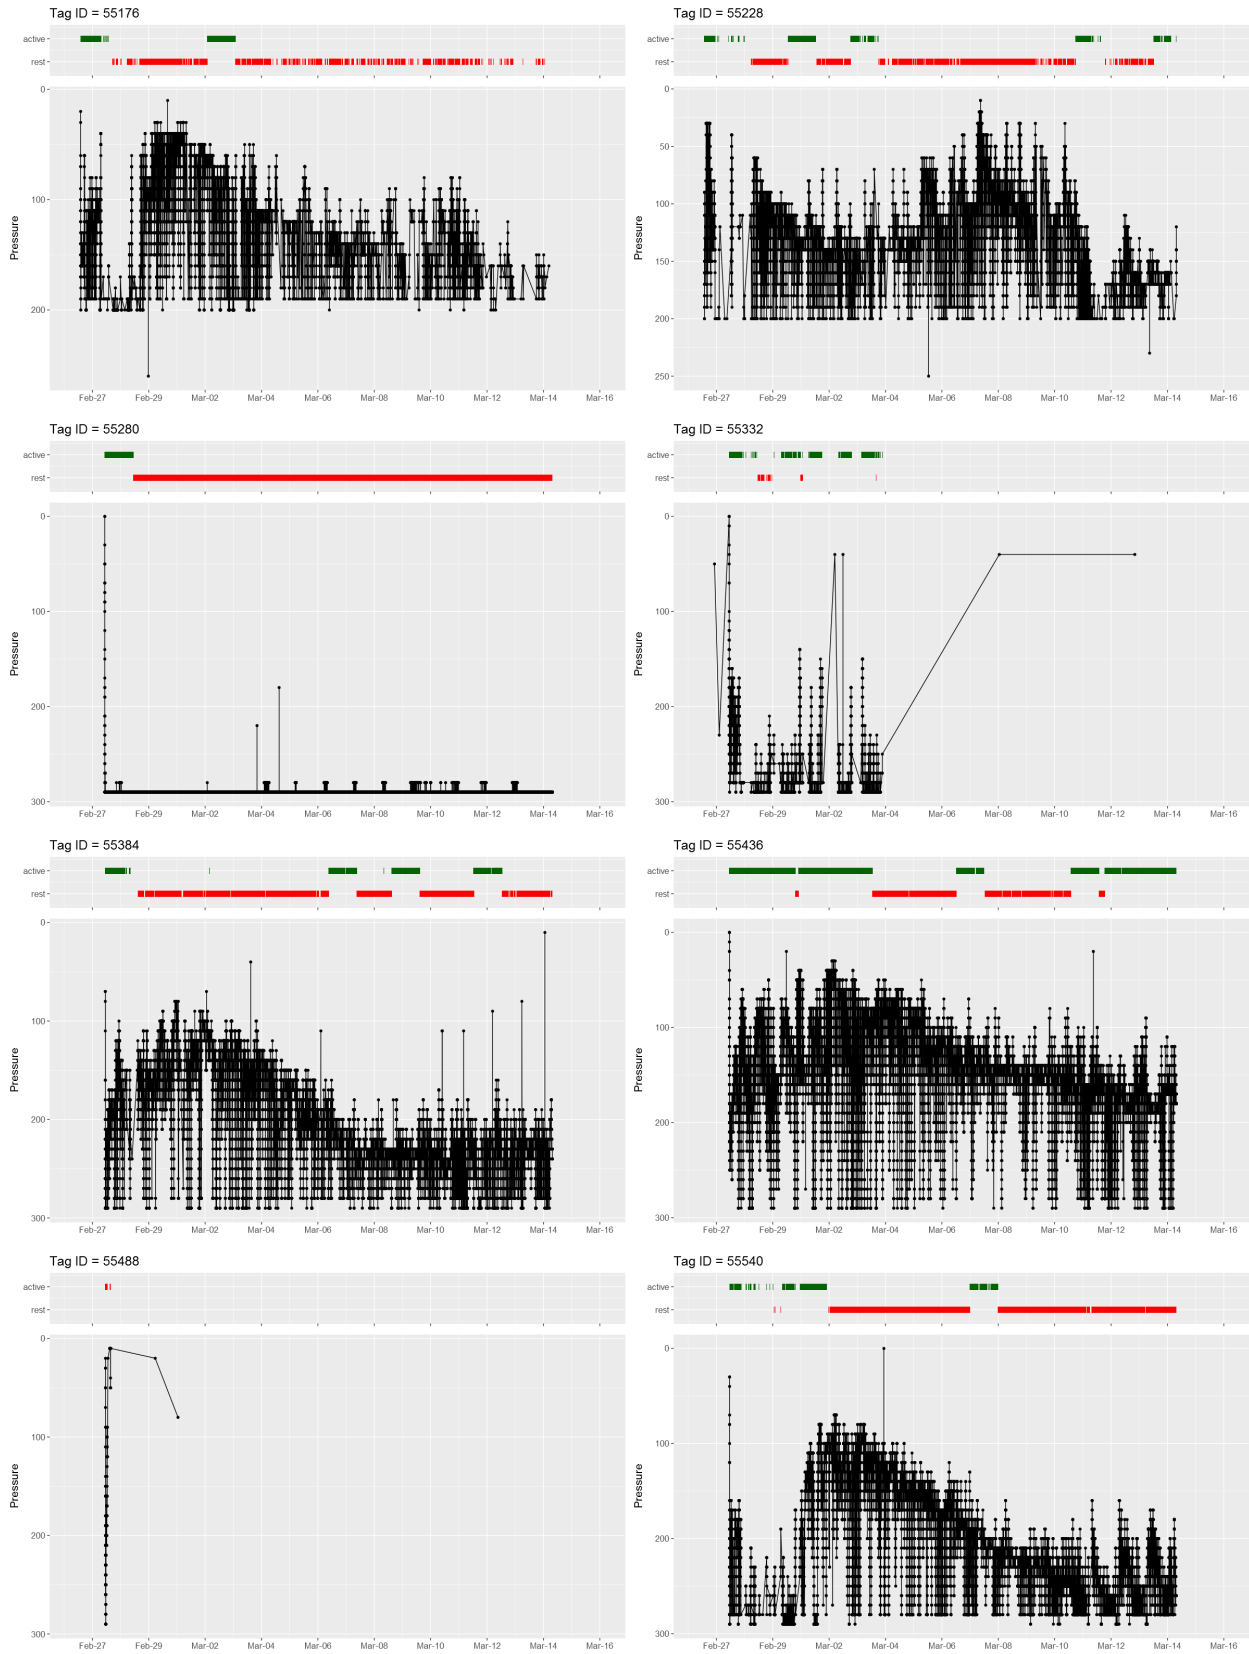 Tag ID = 55176
active
rest
0
100
200
Pressure
Feb-27 Feb-29 Mar-02 Mar-04 Mar-06 Mar-08 Mar-10 Mar-12 Mar-14 Mar-16
Tag ID = 55228
active
rest
0
50
100
150
200
250
Pressure
Feb-27 Feb-29 Mar-02 Mar-04 Mar-06 Mar-08 Mar-10 Mar-12 Mar-14 Mar-16
Tag ID = 55280
active
rest
0
100
200
300
Pressure
Feb-27 Feb-29 Mar-02 Mar-04 Mar-06 Mar-08 Mar-10 Mar-12 Mar-14 Mar-16
Tag ID = 55332
active
rest
0
100
200
300
Pressure
Feb-27 Feb-29 Mar-02 Mar-04 Mar-06 Mar-08 Mar-10 Mar-12 Mar-14 Mar-16
Tag ID = 55384
active
rest
0
100
200
300
Pressure
Feb-27 Feb-29 Mar-02 Mar-04 Mar-06 Mar-08 Mar-10 Mar-12 Mar-14 Mar-16
Tag ID = 55436
active
rest
0
100
200
300
Pressure
Feb-27 Feb-29 Mar-02 Mar-04 Mar-06 Mar-08 Mar-10 Mar-12 Mar-14 Mar-16
Tag ID = 55488
active
rest
0
100
200
300
Pressure
Feb-27 Feb-29 Mar-02 Mar-04 Mar-06 Mar-08 Mar-10 Mar-12 Mar-14 Mar-16
Tag ID = 55540
active
rest
0
100
200
300
Pressure
Feb-27 Feb-29 Mar-02 Mar-04 Mar-06 Mar-08 Mar-10 Mar-12 Mar-14 Mar-16